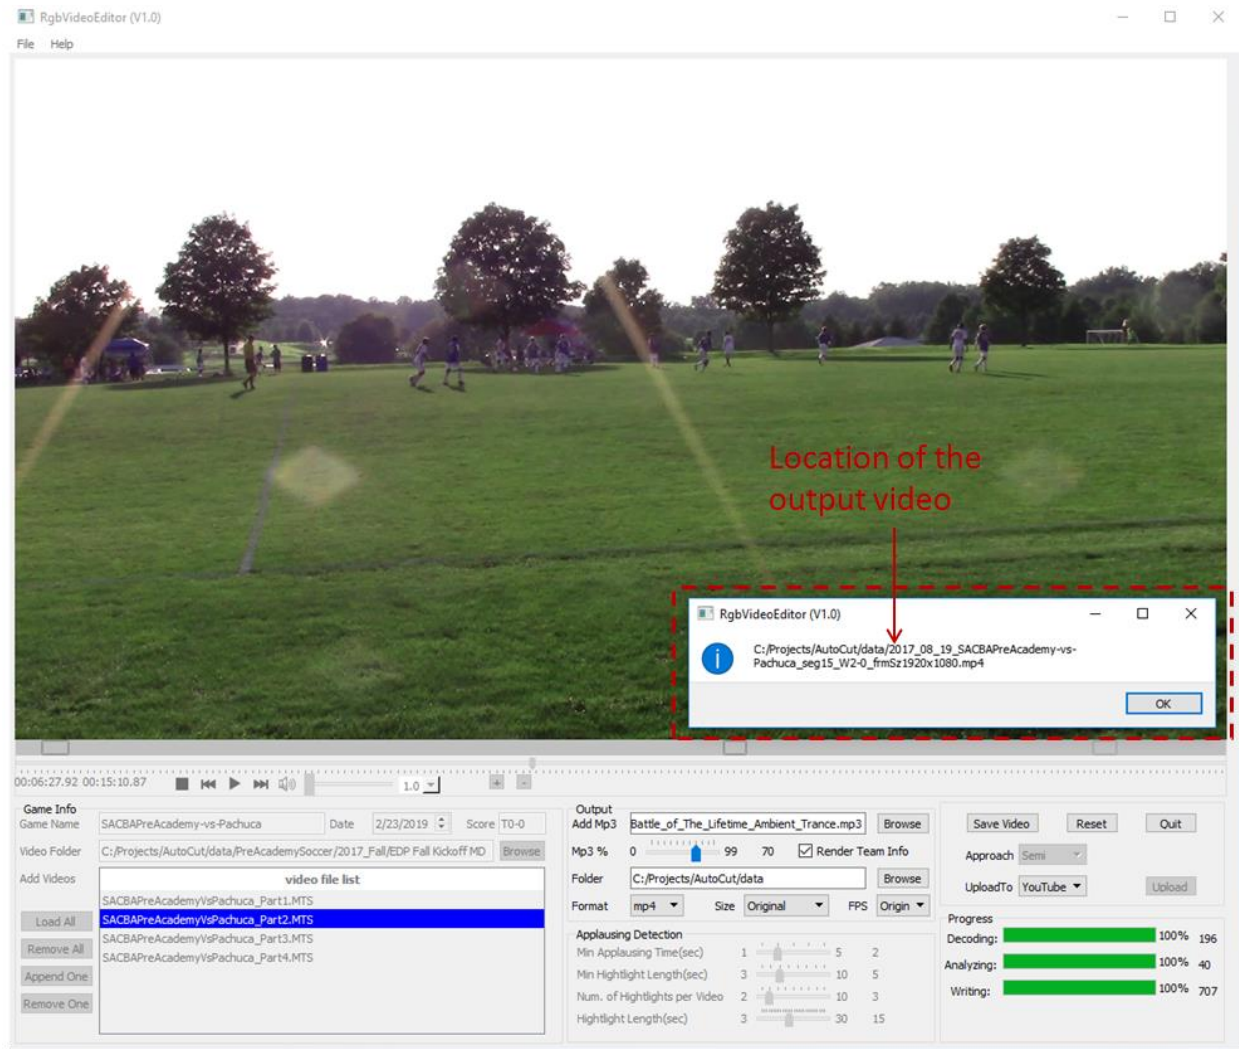 RgbVideoEditor (V1.0)
File Help
Location of the
output video
RgbVideoEditor (V1.0)
C:/Projects/AutoCut/data/2017_08_19_SACBAPreAcademy-vs-
Pachuca_seg15_W2-0_frmSz1920x1080.mp4
OK
00:06:27.92 00:15:10.87 1.0 + -
Game Info
Game Name SACBAPreAcademy-vs-Pachuca Date 2/23/2019 Score T0-0
Video Folder C:/Projects/AutoCut/data/PreAcademySoccer/2017_Fall/EDP Fall Kickoff MD Browse
Add Videos video file list
SACBAPreAcademyVsPachuca_Part1.MTS
SACBAPreAcademyVsPachuca_Part2.MTS
SACBAPreAcademyVsPachuca_Part3.MTS
SACBAPreAcademyVsPachuca_Part4.MTS
Load All
Remove All
Append One
Remove One
Output
Add Mp3 Battle_of_The_Lifetime_Ambient_Trance.mp3 Browse
Mp3 % 0 99 70 Render Team Info
Folder C:/Projects/AutoCut/data Browse
Format mp4 Size Original FPS Origin
Applausing Detection
Min Applausing Time(sec) 1 5 2
Min Hightlight Length(sec) 3 10 5
Num. of Hightlights per Video 2 10 3
Hightlight Length(sec) 3 30 15
Save Video Reset Quit
Approach Semi
UploadTo YouTube Upload
Progress
Decoding: 100% 196
Analyzing: 100% 40
Writing: 100% 707